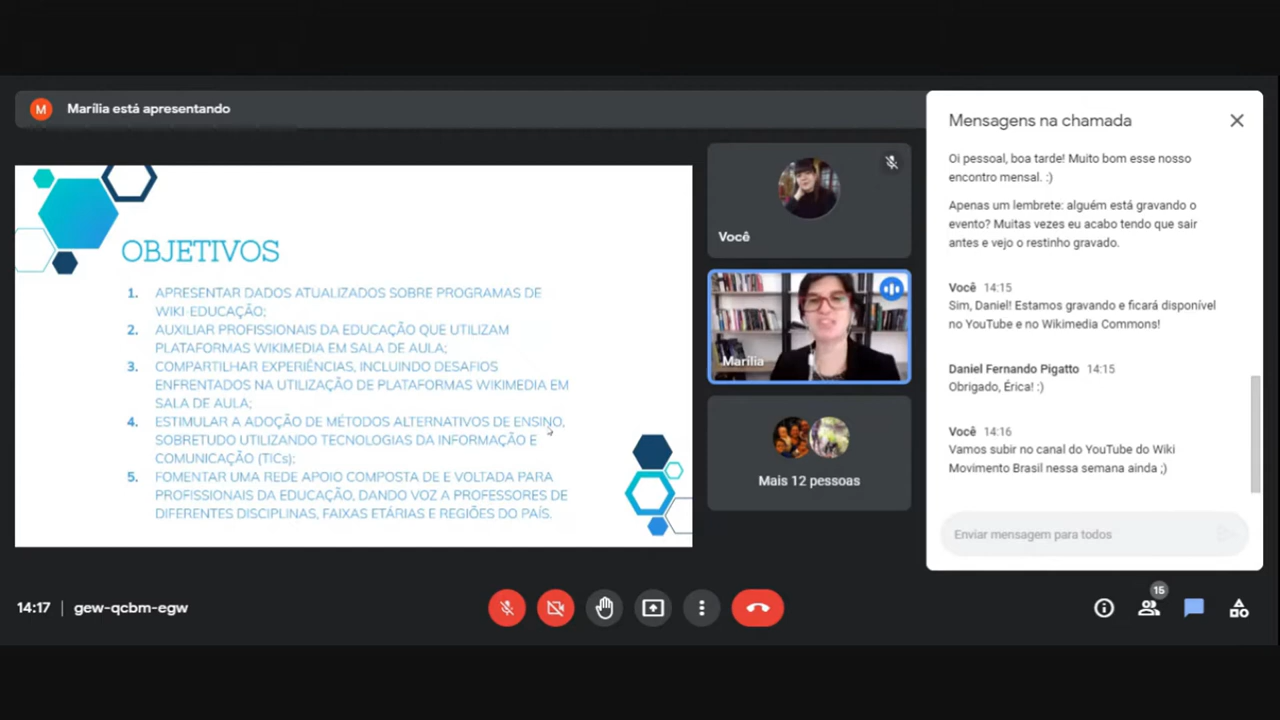 Marília está apresentando
M
OBJETIVOS
1. APRESENTAR DADOS ATUALIZADOS SOBRE PROGRAMAS DE
WIKI-EDUCAÇÃO;
2. AUXILIAR PROFISSIONAIS DA EDUCAÇÃO QUE UTILIZAM
PLATAFORMAS WIKIMEDIA EM SALA DE AULA;
3. COMPARTILHAR EXPERIÊNCIAS, INCLUINDO DESAFIOS
ENFRENTADOS NA UTILIZAÇÃO DE PLATAFORMAS WIKIMEDIA EM
SALA DE AULA;
4. ESTIMULAR A ADOÇÃO DE MÉTODOS ALTERNATIVOS DE ENSINO,
SOBRETUDO UTILIZANDO TECNOLOGIAS DA INFORMAÇÃO E
COMUNICAÇÃO (TICs);
5. FOMENTAR UMA REDE APOIO COMPOSTA DE E VOLTADA PARA
PROFISSIONAIS DA EDUCAÇÃO, DANDO VOZ A PROFESSORES DE
DIFERENTES DISCIPLINAS, FAIXAS ETÁRIAS E REGIÕES DO PAÍS.
Você
Marília
Mais 12 pessoas
Mensagens na chamada
Oi pessoal, boa tarde! Muito bom esse nosso
encontro mensal. :)
Apenas um lembrete: alguém está gravando o
evento? Muitas vezes eu acabo tendo que sair
antes e vejo o restinho gravado.
Você 14:15
Sim, Daniel! Estamos gravando e ficará disponível
no YouTube e no Wikimedia Commons!
Daniel Fernando Pigatto 14:15
Obrigado, Érica! :)
Você 14:16
Vamos subir no canal do YouTube do Wiki
Movimento Brasil nessa semana ainda ;)
Enviar mensagem para todos
14:17 | gew-qcbm-egw
15